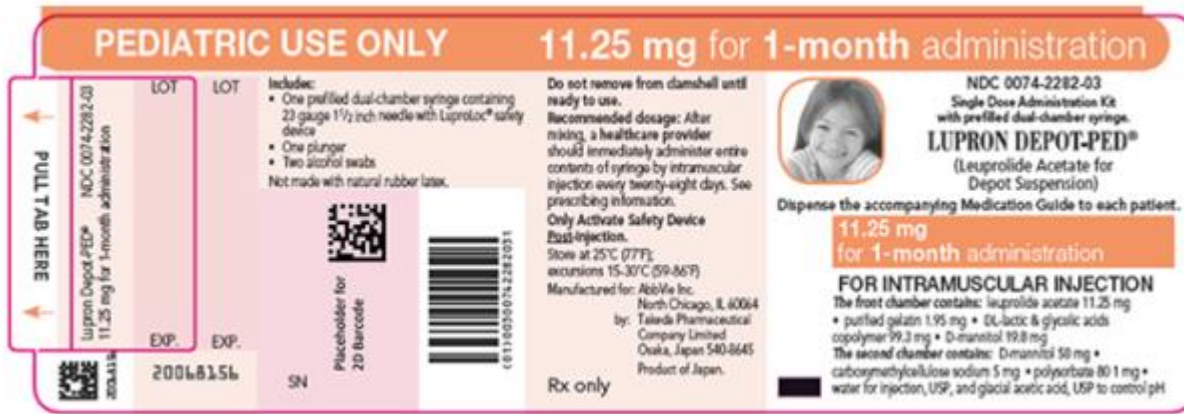 PEDIATRIC USE ONLY
11.25 mg for 1-month administration
PULL TAB HERE
Lupron Depot-PED® NDC 0074-2282-03
11.25 mg for 1-month administration
LOT
EXP.
LOT
EXP.
20068156
Includes:
• One prefilled dual-chamber syringe containing
23 gauge 1 1/2 inch needle with LuproLoc® safety
device
• One plunger
• Two alcohol swabs
Not made with natural rubber latex.
SN
Placeholder for
2D Barcode
Do not remove from clamshell until
ready to use.
Recommended dosage: After
mixing, a healthcare provider
should immediately administer entire
contents of syringe by intramuscular
injection every twenty-eight days. See
prescribing information.
Only Activate Safety Device
Post-Injection.
Store at 25°C (77°F);
excursions 15-30°C (59-86°F)
Manufactured for: AbbVie Inc.
North Chicago, IL 60064
by: Takeda Pharmaceutical
Company Limited
Osaka, Japan 540-8645
Product of Japan.
Rx only
NDC 0074-2282-03
Single Dose Administration Kit
with prefilled dual-chamber syringe.
LUPRON DEPOT-PED®
(Leuprolide Acetate for
Depot Suspension)
Dispense the accompanying Medication Guide to each patient.
11.25 mg
for 1-month administration
FOR INTRAMUSCULAR INJECTION
The front chamber contains: leuprolide acetate 11.25 mg
• purified gelatin 1.95 mg • DL-lactic & glycolic acids
copolymer 99.3 mg • D-mannitol 19.8 mg
The second chamber contains: D-mannitol 50 mg •
carboxymethylcellulose sodium 5 mg • polysorbate 80 1 mg •
water for injection, USP, and glacial acetic acid, USP to control pH